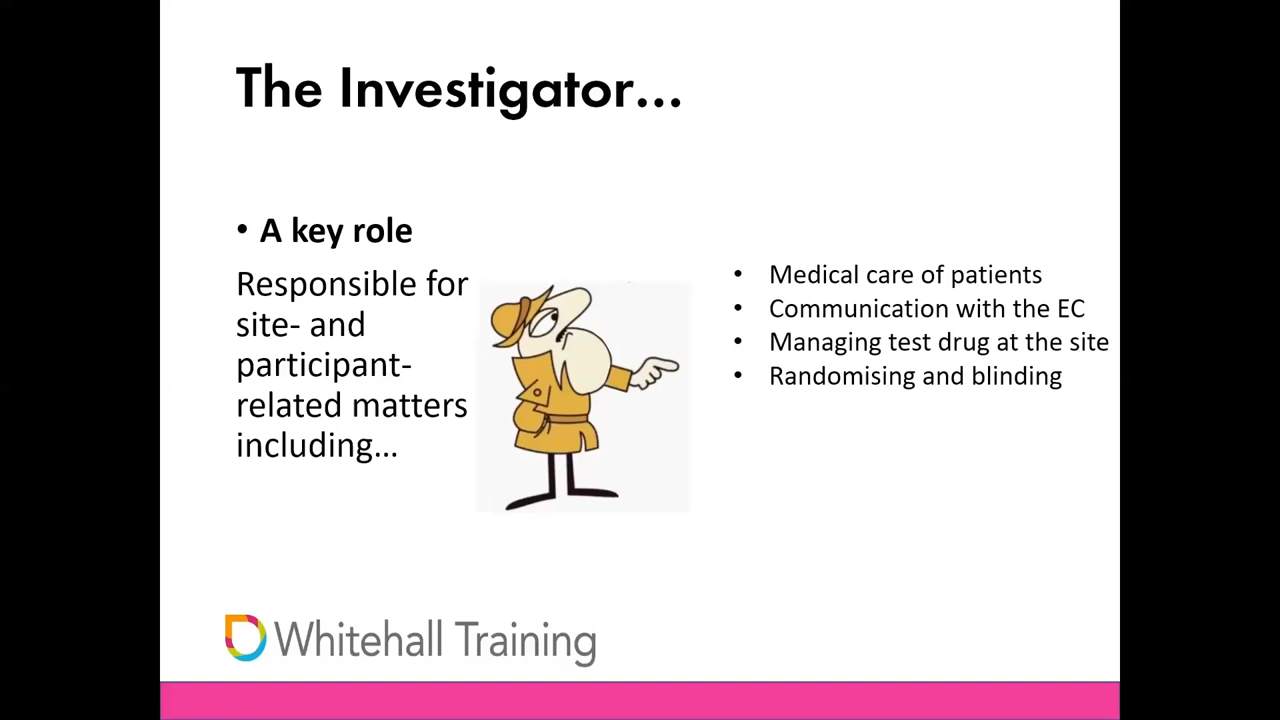 The Investigator...
• A key role
Responsible for
site- and
participant-
related matters
including...
• Medical care of patients
• Communication with the EC
• Managing test drug at the site
• Randomising and blinding
Whitehall Training